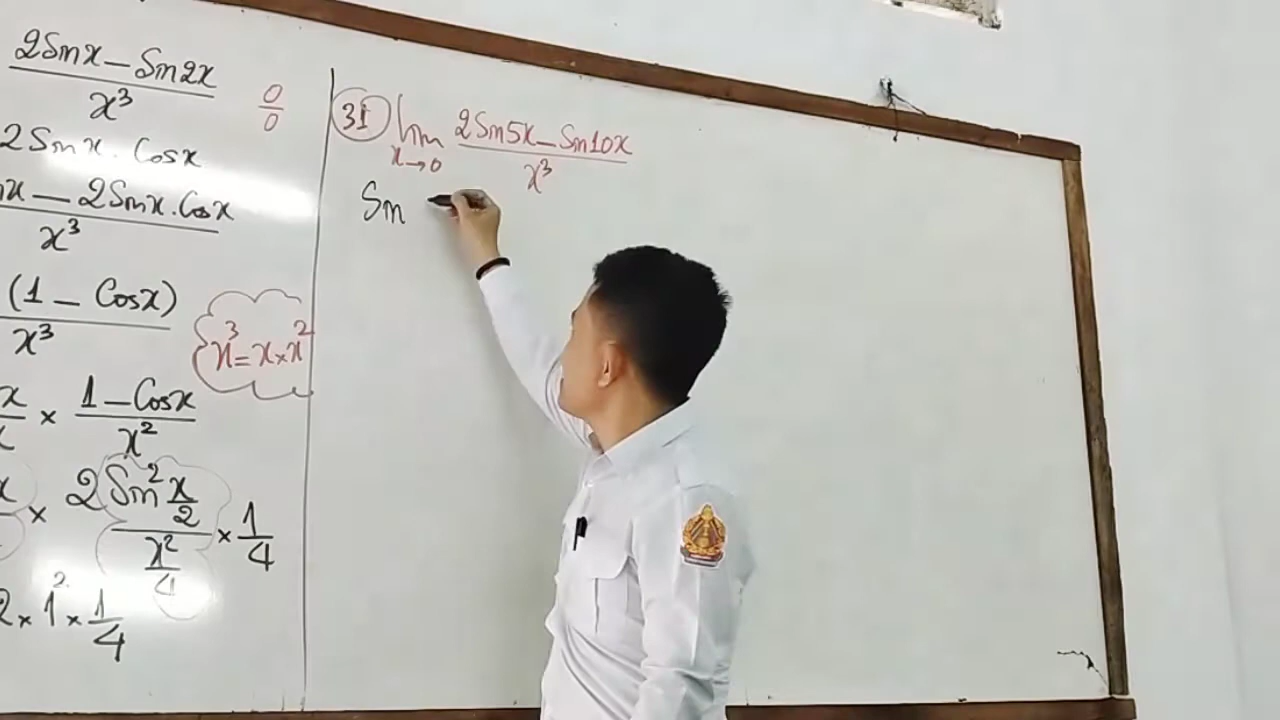 2Sinx - Sin2x
x³
0
0
2Sinx . Cosx
x - 2Sinx.Cosx
x³
(1 - Cosx)
x³
x³ = x × x²
x × 1 - Cosx
x²
x × 2Sin² x/2 × 1/4
x²/4
2 × 1² × 1/4
31 lim 2Sin5x - Sin10x
x→0 x³
Sin